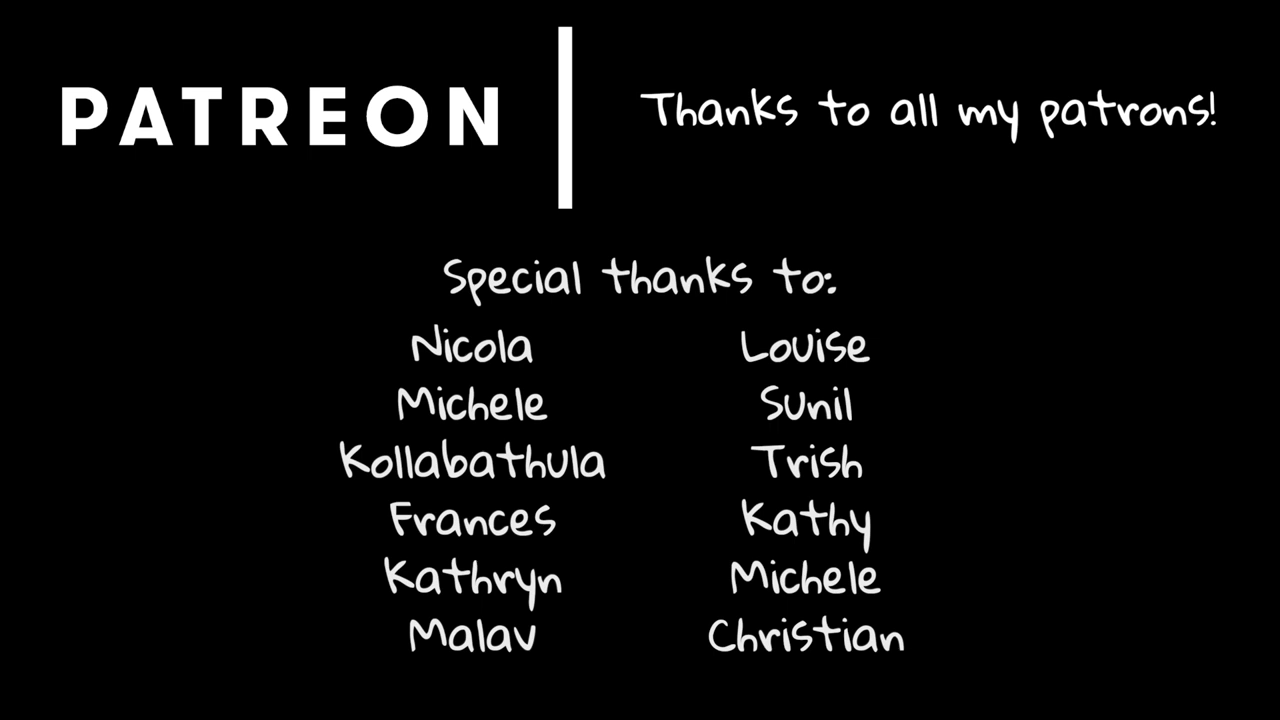 PATREON
Thanks to all my patrons!
Special thanks to:
Nicola
Michele
Kollabathula
Frances
Kathryn
Malav
Louise
Sunil
Trish
Kathy
Michele
Christian